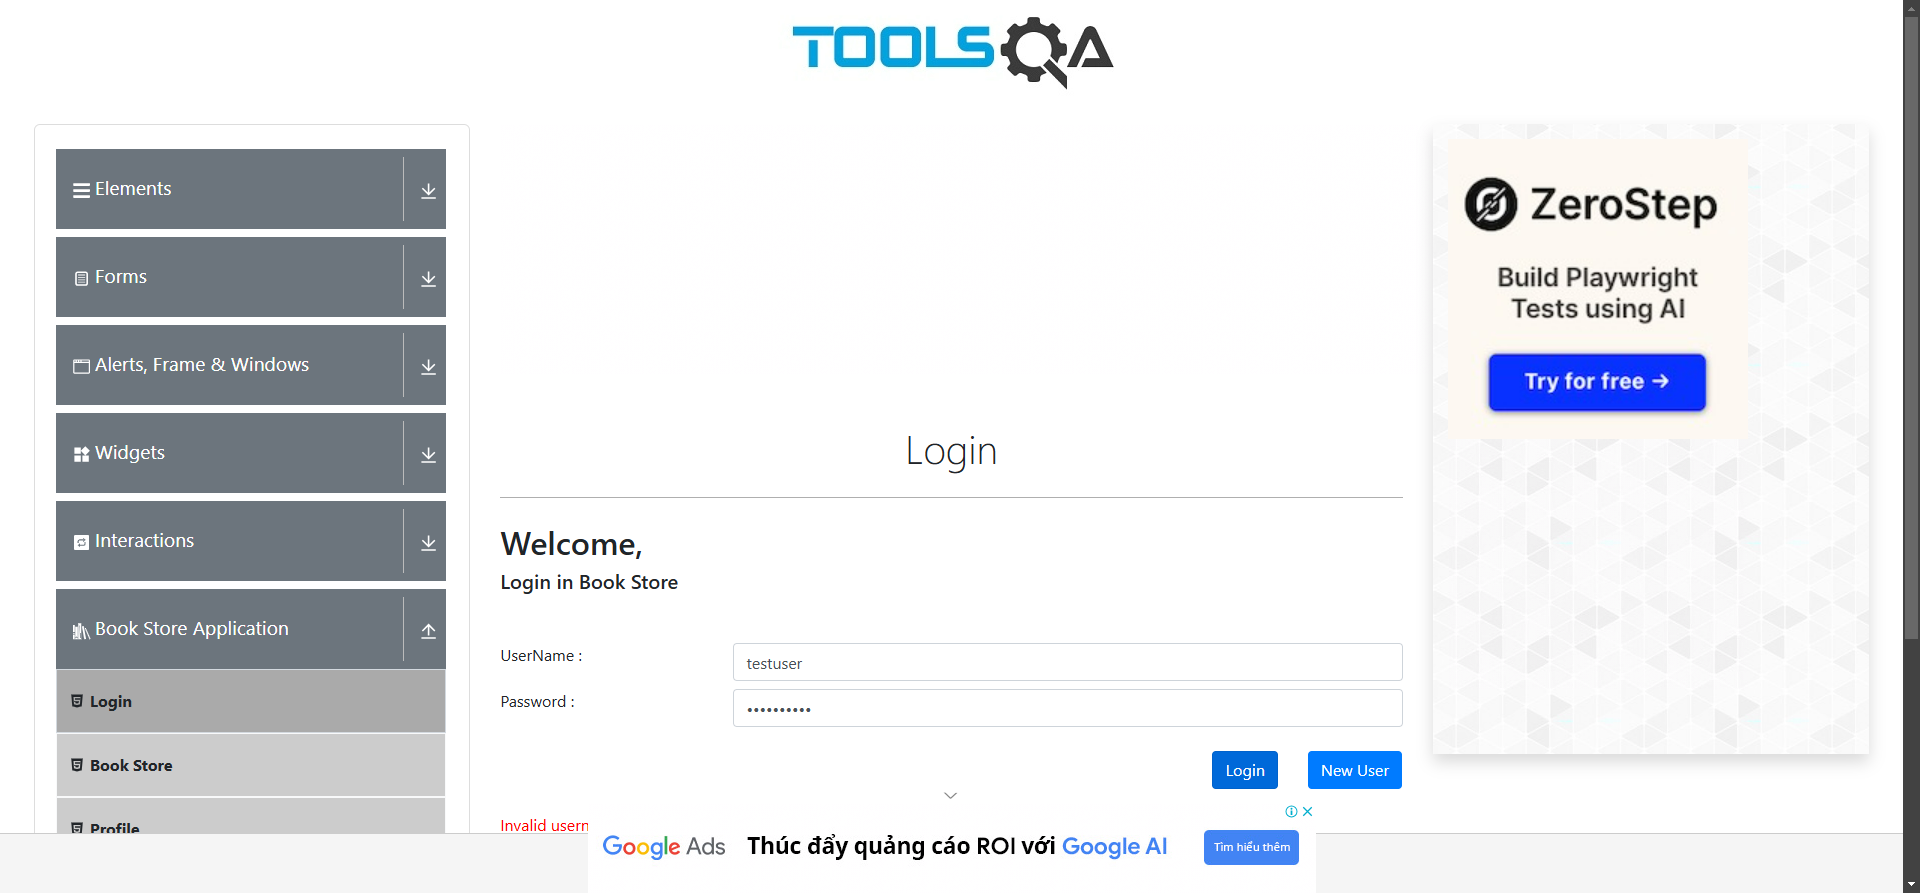 TOOLSQA
Elements
Forms
Alerts, Frame & Windows
Widgets
Interactions
Book Store Application
Login
Book Store
Profile
Login
Welcome,
Login in Book Store
UserName :
testuser
Password :
••••••••••
Login
New User
Invalid
ZeroStep
Build Playwright
Tests using AI
Try for free →
Google Ads
Thúc đẩy quảng cáo ROI với Google AI
Tìm hiểu thêm